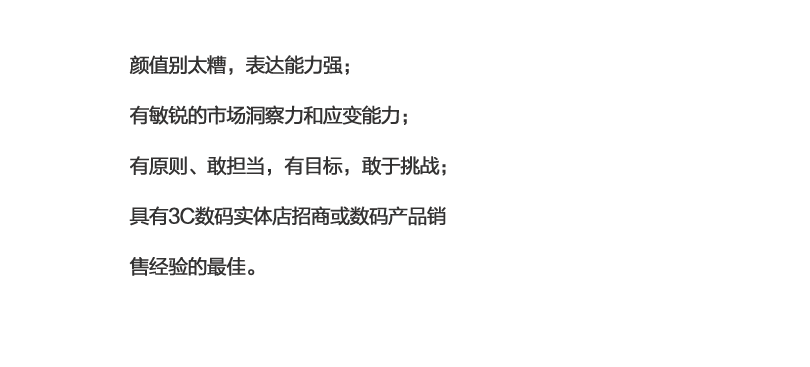 颜值别太糟，表达能力强；
有敏锐的市场洞察力和应变能力；
有原则、敢担当，有目标，敢于挑战；
具有3C数码实体店招商或数码产品销
售经验的最佳。